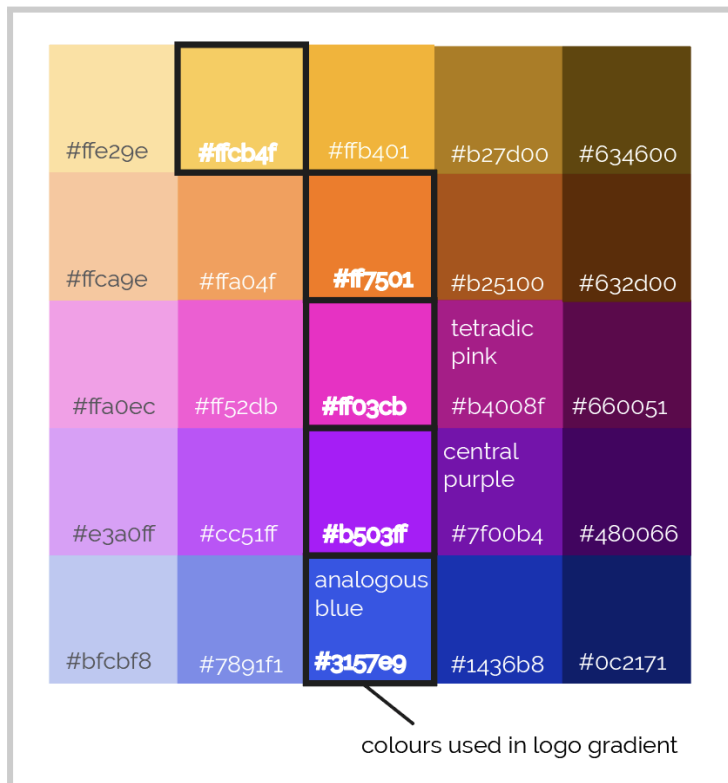 #ffe29e #ffcb4f #ffb401 #b27d00 #634600
#ffca9e #ffa04f #ff7501 #b25100 #632d00
tetradic
pink
#ffa0ec #ff52db #ff03cb #b4008f #660051
central
purple
#e3a0ff #cc51ff #b503ff #7f00b4 #480066
analogous
blue
#bfcbf8 #7891f1 #3157e9 #1436b8 #0c2171
colours used in logo gradient